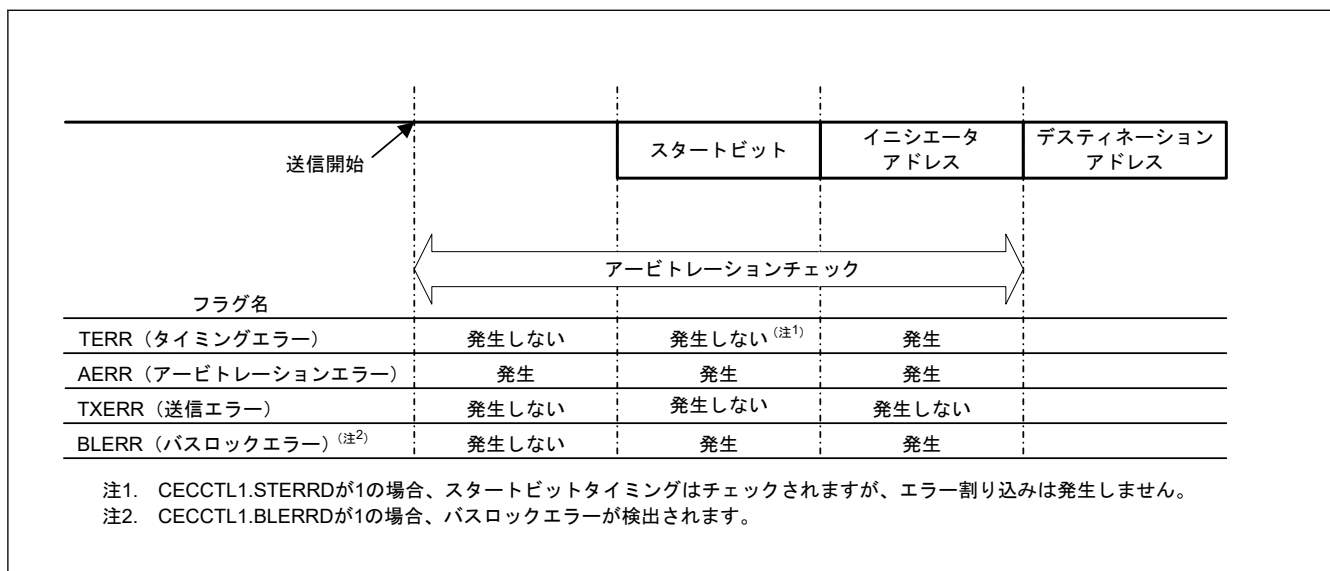 送信開始
スタートビット
イニシエータ
アドレス
デスティネーション
アドレス
アービトレーションチェック
フラグ名
TERR（タイミングエラー） 発生しない 発生しない（注1） 発生
AERR（アービトレーションエラー） 発生 発生 発生
TXERR（送信エラー） 発生しない 発生しない 発生しない
BLERR（バスロックエラー）（注2） 発生しない 発生 発生
注1. CECCTL1.STERRDが1の場合、スタートビットタイミングはチェックされますが、エラー割り込みは発生しません。
注2. CECCTL1.BLERRDが1の場合、バスロックエラーが検出されます。